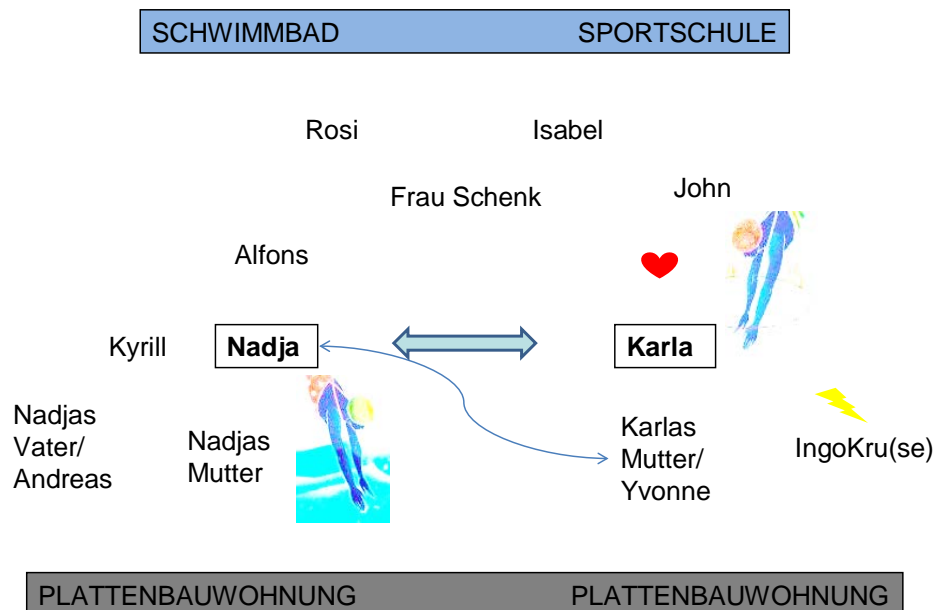 SCHWIMMBAD SPORTSCHULE
Rosi Isabel
Frau Schenk John
Alfons
Kyrill Nadja Karla
Nadjas
Vater/
Andreas
Nadjas
Mutter
Karlas
Mutter/
Yvonne
IngoKru(se)
PLATTENBAUWOHNUNG PLATTENBAUWOHNUNG